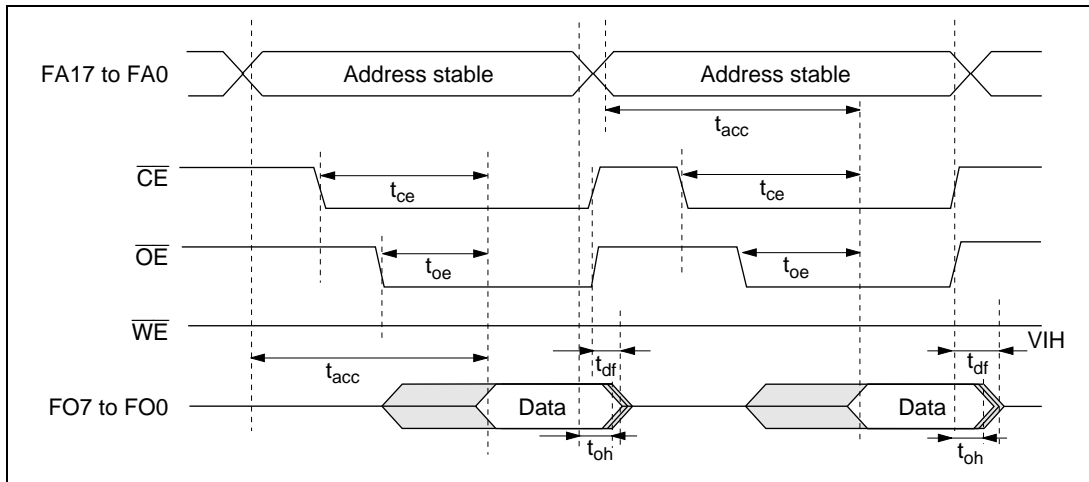 FA17 to FA0
Address stable
Address stable
tacc
CE
tce
tce
OE
toe
toe
WE
VIH
tacc
tdf
tdf
FO7 to FO0
Data
Data
toh
toh